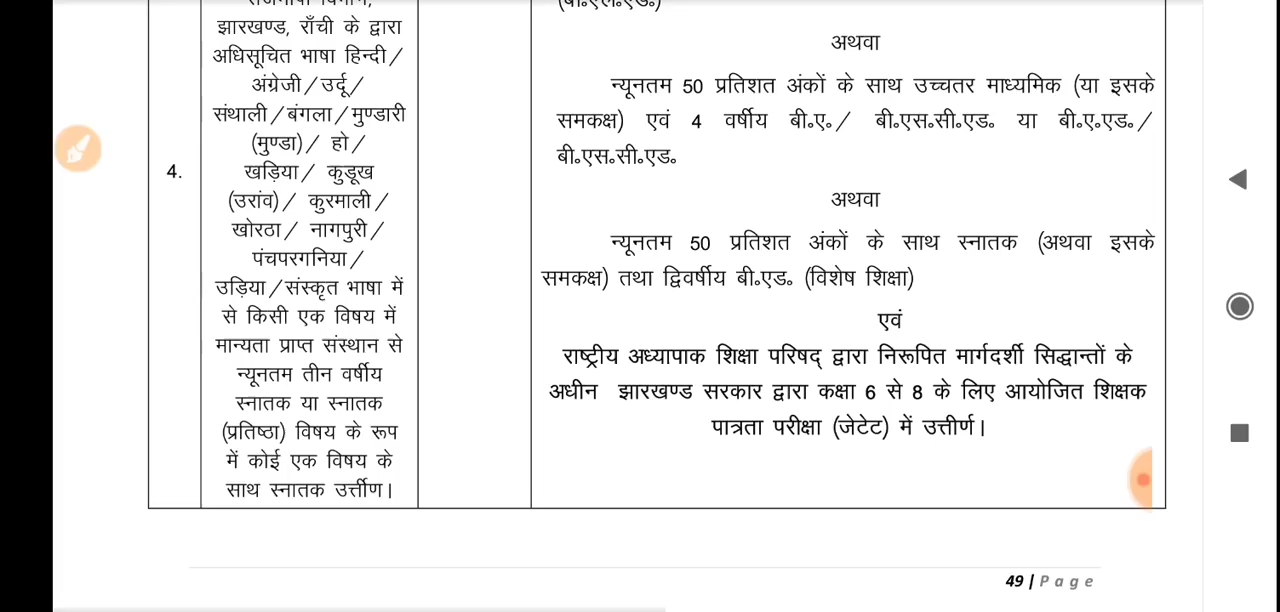 झारखण्ड, राँची के द्वारा
अधिसूचित भाषा हिन्दी/
अंग्रेजी/उर्दू/
संथाली/बंगला/मुण्डारी
(मुण्डा)/ हो/
4.
खड़िया/ कुडूख
(उरांव)/ कुरमाली/
खोरठा/ नागपुरी/
पंचपरगनिया/
उड़िया/संस्कृत भाषा में
से किसी एक विषय में
मान्यता प्राप्त संस्थान से
न्यूनतम तीन वर्षीय
स्नातक या स्नातक
(प्रतिष्ठा) विषय के रूप
में कोई एक विषय के
साथ स्नातक उर्त्तीण।
अथवा
न्यूनतम 50 प्रतिशत अंकों के साथ उच्चतर माध्यमिक (या इसके
समकक्ष) एवं 4 वर्षीय बी॰ए॰/ बी॰एस॰सी॰एड॰ या बी॰ए॰एड॰/
बी॰एस॰सी॰एड॰
अथवा
न्यूनतम 50 प्रतिशत अंकों के साथ स्नातक (अथवा इसके
समकक्ष) तथा द्विवर्षीय बी॰एड॰ (विशेष शिक्षा)
एवं
राष्ट्रीय अध्यापाक शिक्षा परिषद् द्वारा निरूपित मार्गदर्शी सिद्धान्तों के
अधीन झारखण्ड सरकार द्वारा कक्षा 6 से 8 के लिए आयोजित शिक्षक
पात्रता परीक्षा (जेटेट) में उत्तीर्ण।
49 | Page